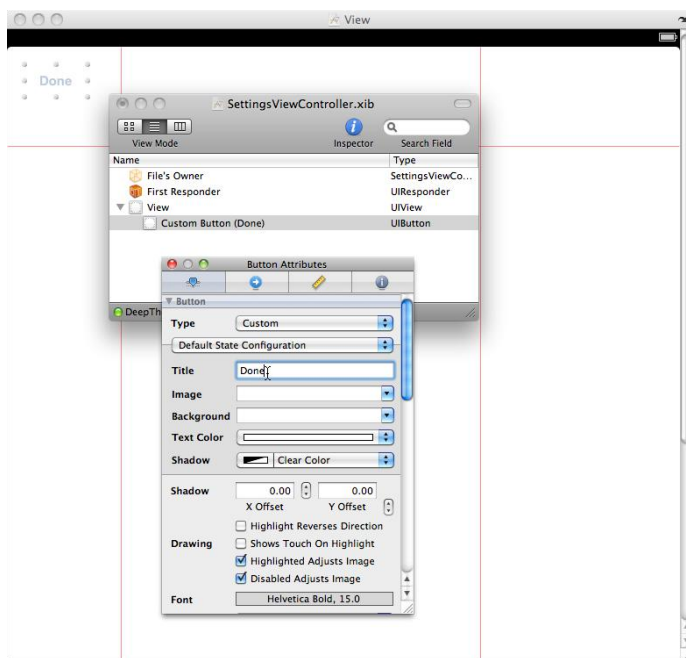 View
Done
SettingsViewController.xib
View Mode
Inspector
Search Field
Name
Type
File's Owner
SettingsViewCo...
First Responder
UIResponder
View
UIView
Custom Button (Done)
UIButton
Button Attributes
Button
DeepTh
Type
Custom
Default State Configuration
Title
Done
Image
Background
Text Color
Shadow
Clear Color
Shadow
0.00
0.00
X Offset
Y Offset
Highlight Reverses Direction
Drawing
Shows Touch On Highlight
Highlighted Adjusts Image
Disabled Adjusts Image
Font
Helvetica Bold, 15.0